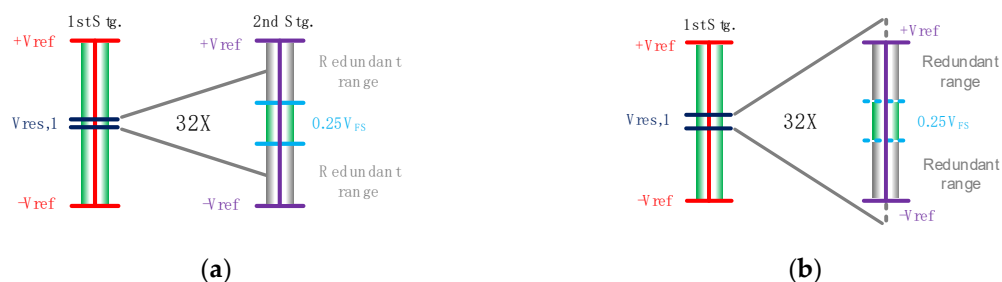 1st Stg.
2nd Stg.
+Vref
+Vref
Redundant
range
Vres,1
32X
0.25VFS
Redundant
range
−Vref
−Vref
(a)
1st Stg.
+Vref
+Vref
Redundant
range
Vres,1
32X
0.25VFS
Redundant
range
−Vref
−Vref
(b)